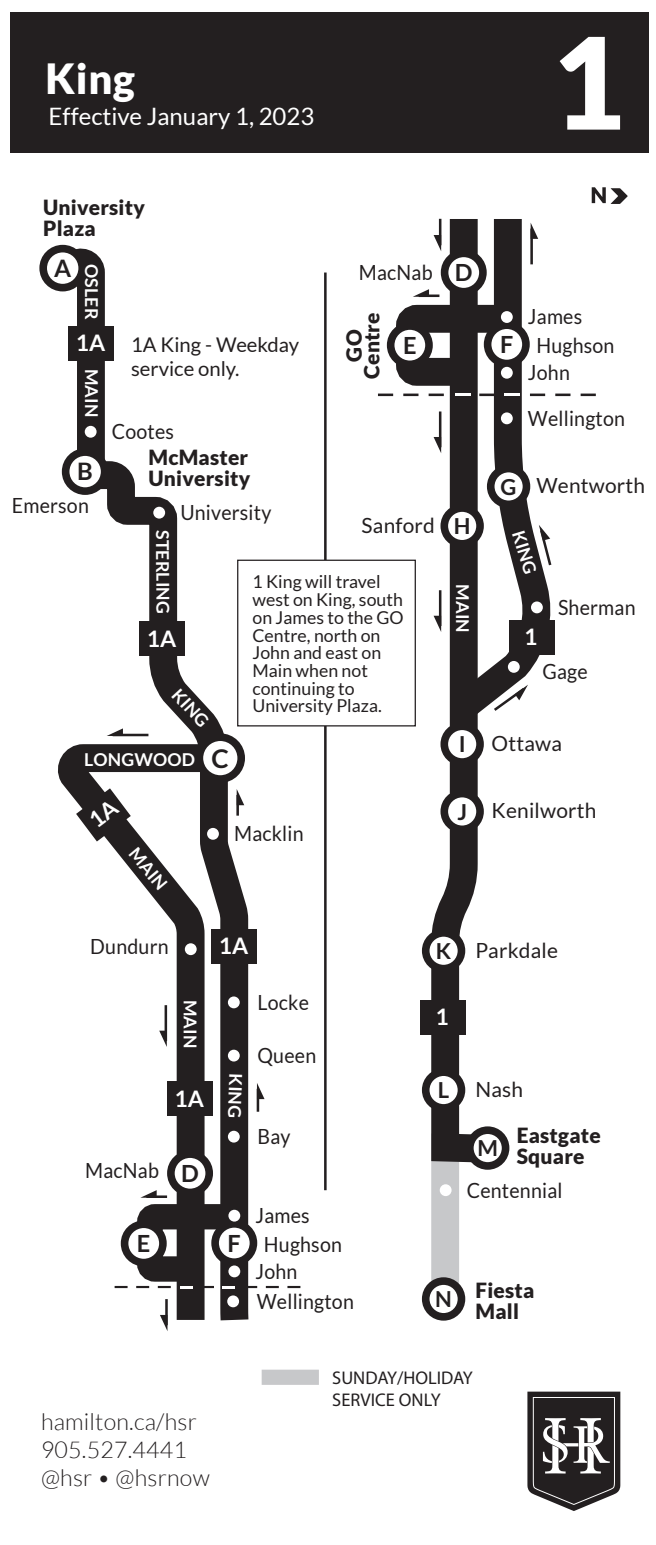 King
Effective January 1, 2023
1
N
University
Plaza
A
OSLER
1A
1A King - Weekday
service only.
MAIN
Cootes
B
McMaster
University
Emerson
University
STERLING
1A
KING
1 King will travel
west on King, south
on James to the GO
Centre, north on
John and east on
Main when not
continuing to
University Plaza.
LONGWOOD
C
1A
Macklin
MAIN
Dundurn
1A
Locke
MAIN
Queen
KING
1A
Bay
MacNab
D
James
E
F
Hughson
John
Wellington
MacNab
D
James
GO
Centre
E
F
Hughson
John
Wellington
G
Wentworth
Sanford
H
KING
MAIN
Sherman
1
Gage
I
Ottawa
J
Kenilworth
K
Parkdale
1
L
Nash
M
Eastgate
Square
Centennial
N
Fiesta
Mall
SUNDAY/HOLIDAY
SERVICE ONLY
hamilton.ca/hsr
905.527.4441
@hsr • @hsrnow
HSR